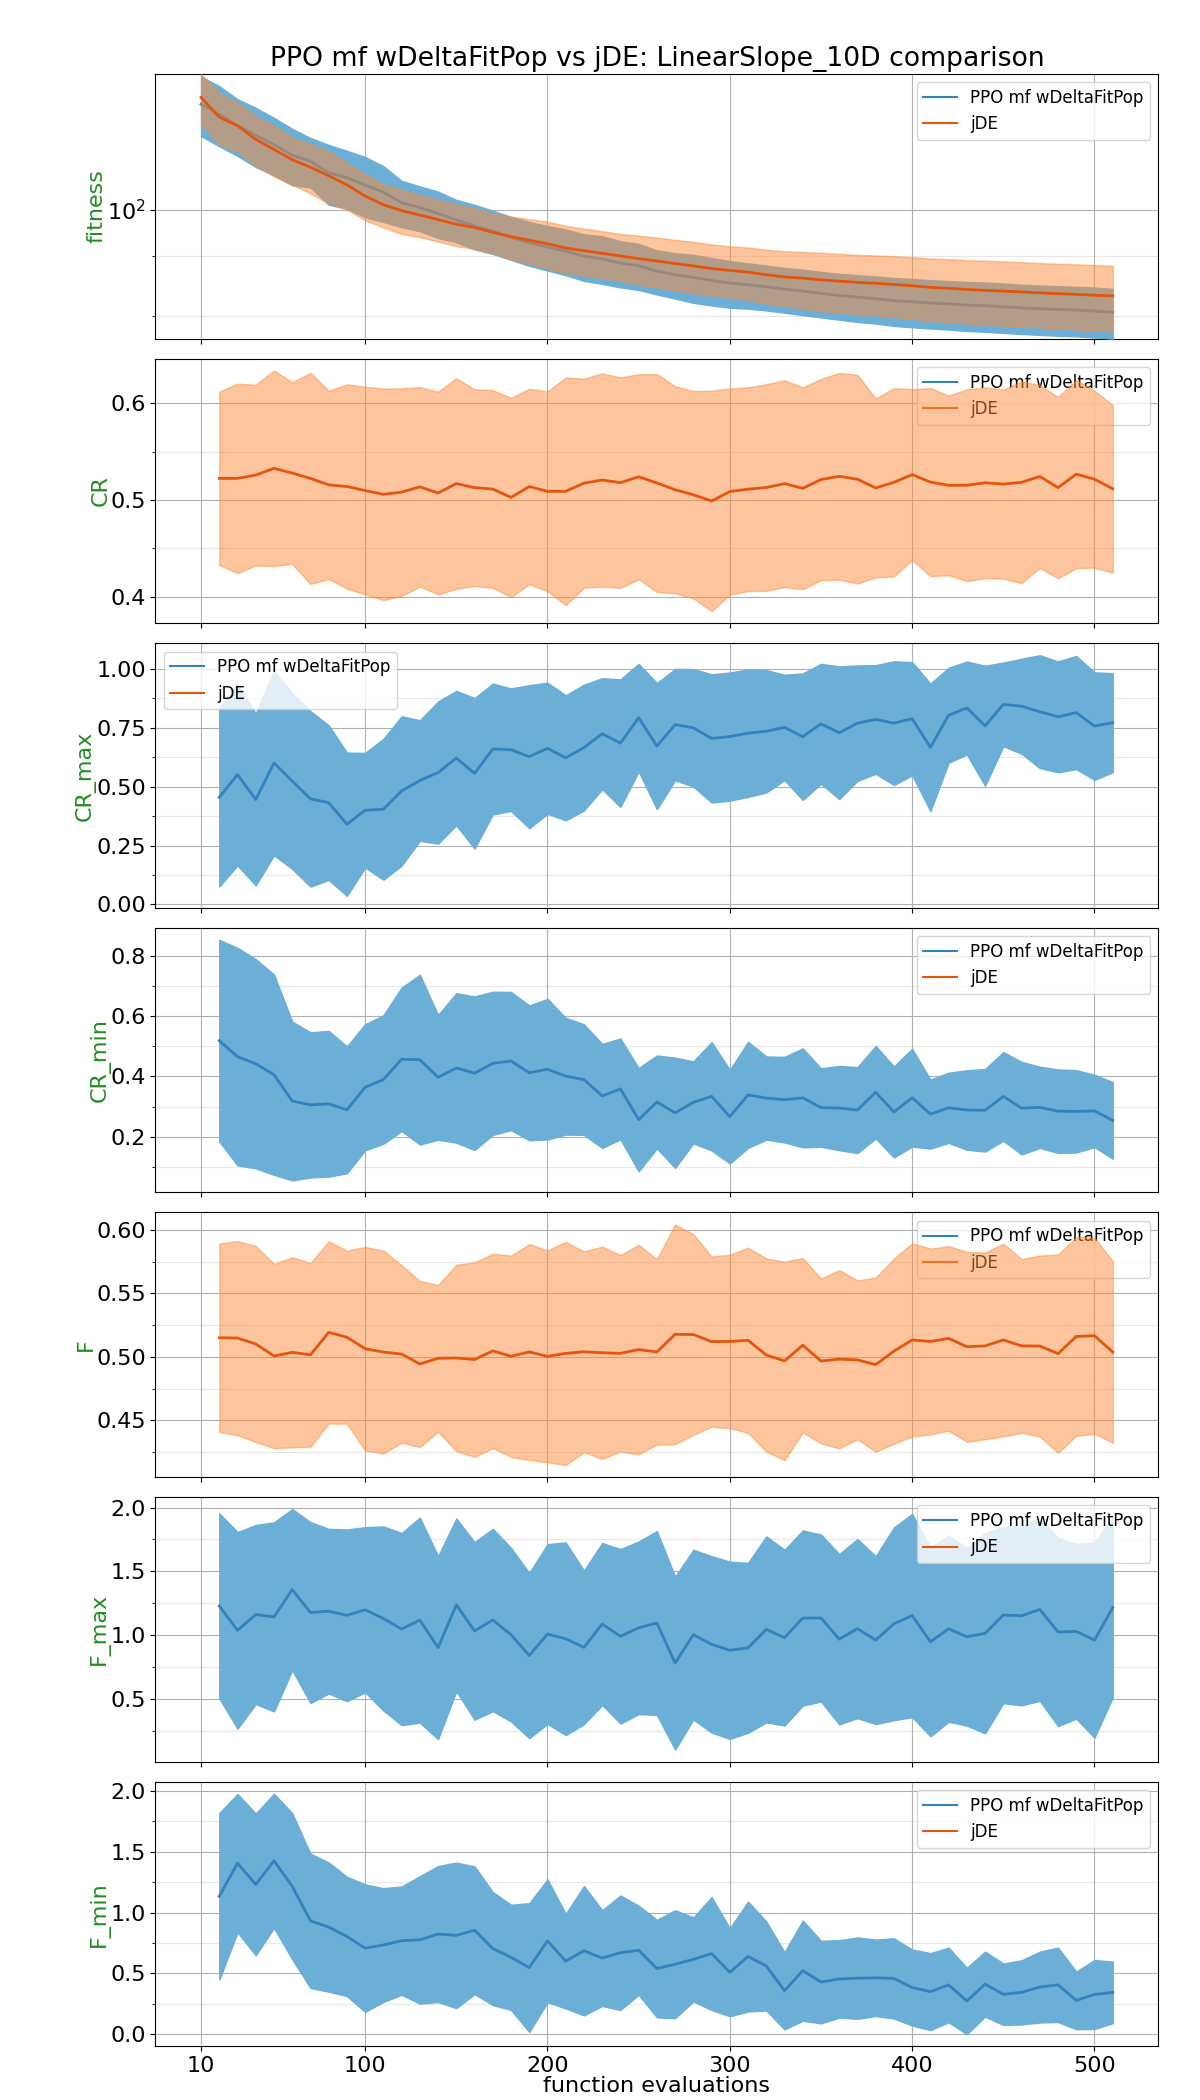 PPO mf wDeltaFitPop vs jDE: LinearSlope_10D comparison
fitness
10²
PPO mf wDeltaFitPop
jDE
CR
0.6
0.5
0.4
PPO mf wDeltaFitPop
jDE
CR_max
1.00
0.75
0.50
0.25
0.00
PPO mf wDeltaFitPop
jDE
CR_min
0.8
0.6
0.4
0.2
PPO mf wDeltaFitPop
jDE
F
0.60
0.55
0.50
0.45
PPO mf wDeltaFitPop
jDE
F_max
2.0
1.5
1.0
0.5
PPO mf wDeltaFitPop
jDE
F_min
2.0
1.5
1.0
0.5
0.0
PPO mf wDeltaFitPop
jDE
10 100 200 300 400 500
function evaluations